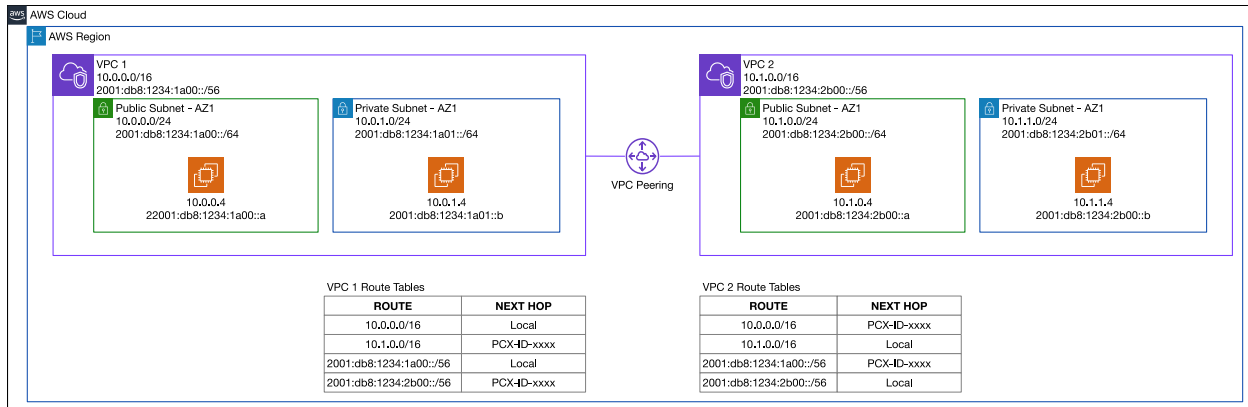 aws AWS Cloud
AWS Region
VPC 1
10.0.0.0/16
2001:db8:1234:1a00::/56
Public Subnet - AZ1
10.0.0.0/24
2001:db8:1234:1a00::/64
10.0.0.4
22001:db8:1234:1a00::a
Private Subnet - AZ1
10.0.1.0/24
2001:db8:1234:1a01::/64
10.0.1.4
2001:db8:1234:1a01::b
VPC Peering
VPC 2
10.1.0.0/16
2001:db8:1234:2b00::/56
Public Subnet - AZ1
10.1.0.0/24
2001:db8:1234:2b00::/64
10.1.0.4
2001:db8:1234:2b00::a
Private Subnet - AZ1
10.1.1.0/24
2001:db8:1234:2b01::/64
10.1.1.4
2001:db8:1234:2b00::b
VPC 1 Route Tables
ROUTE NEXT HOP
10.0.0.0/16 Local
10.1.0.0/16 PCX-ID-xxxx
2001:db8:1234:1a00::/56 Local
2001:db8:1234:2b00::/56 PCX-ID-xxxx
VPC 2 Route Tables
ROUTE NEXT HOP
10.0.0.0/16 PCX-ID-xxxx
10.1.0.0/16 Local
2001:db8:1234:1a00::/56 PCX-ID-xxxx
2001:db8:1234:2b00::/56 Local